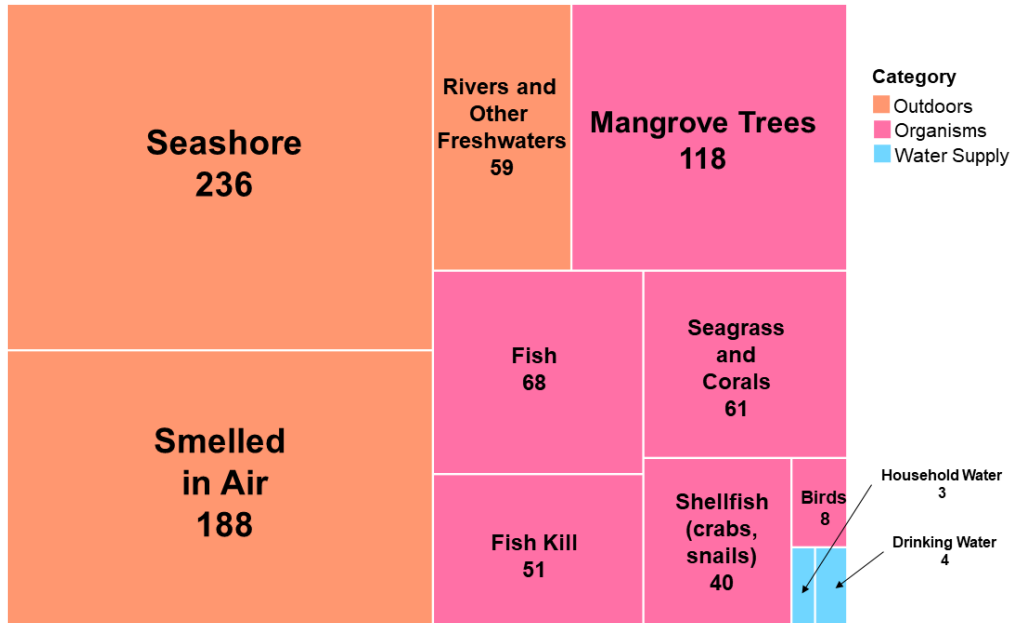 Seashore
236
Smelled
in Air
188
Rivers and
Other
Freshwaters
59
Mangrove Trees
118
Fish
68
Seagrass
and
Corals
61
Fish Kill
51
Shellfish
(crabs,
snails)
40
Birds
8
Household Water
3
Drinking Water
4
Category
Outdoors
Organisms
Water Supply